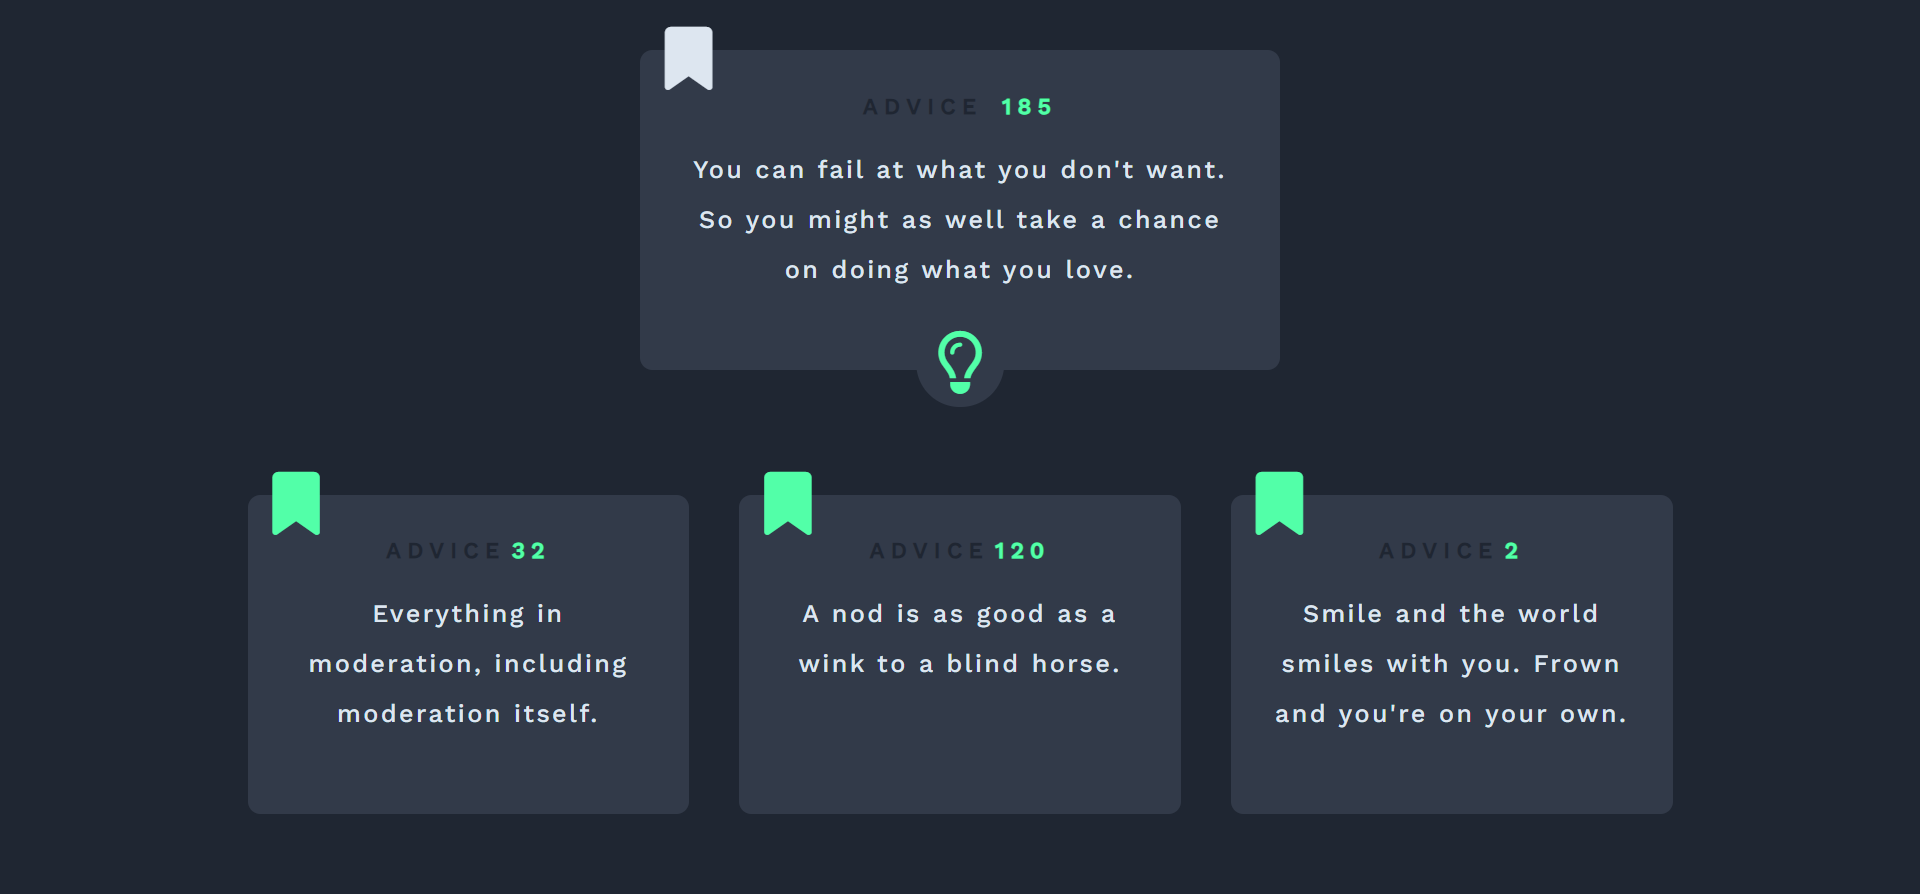 ADVICE 185
You can fail at what you don't want.
So you might as well take a chance
on doing what you love.
ADVICE 32
Everything in
moderation, including
moderation itself.
ADVICE 120
A nod is as good as a
wink to a blind horse.
ADVICE 2
Smile and the world
smiles with you. Frown
and you're on your own.